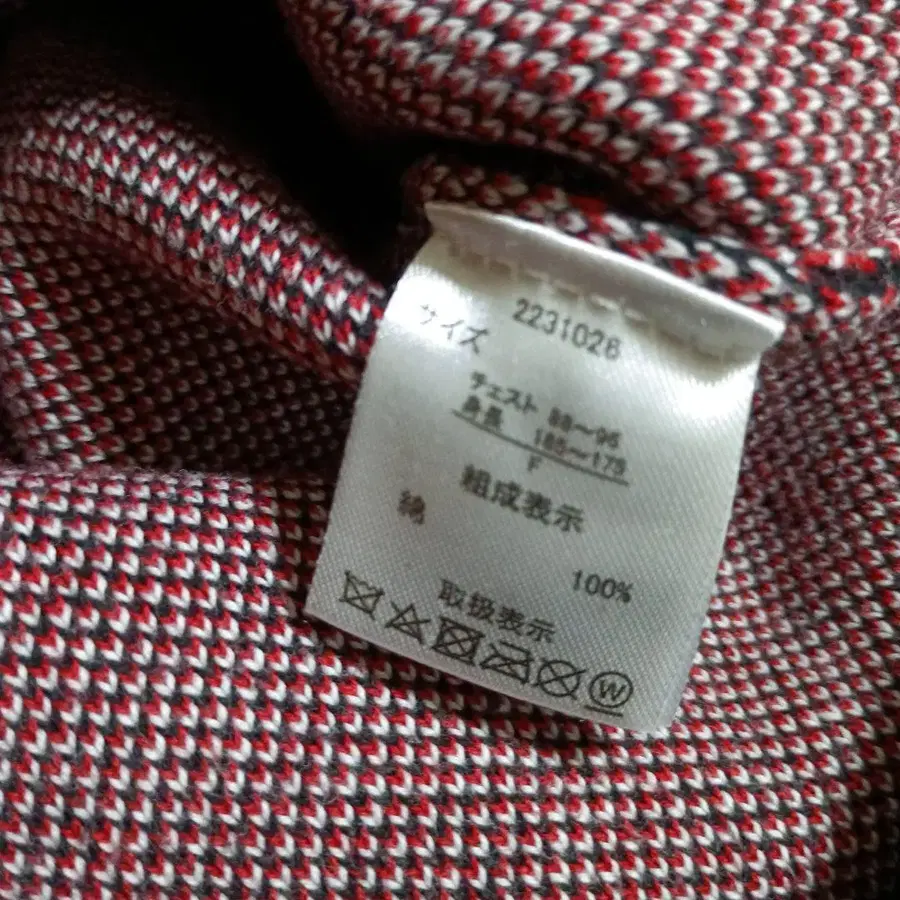 2231026
サイズ
チェスト 88〜96
身長 165〜175
F
組成表示
綿 100%
取扱表示
W